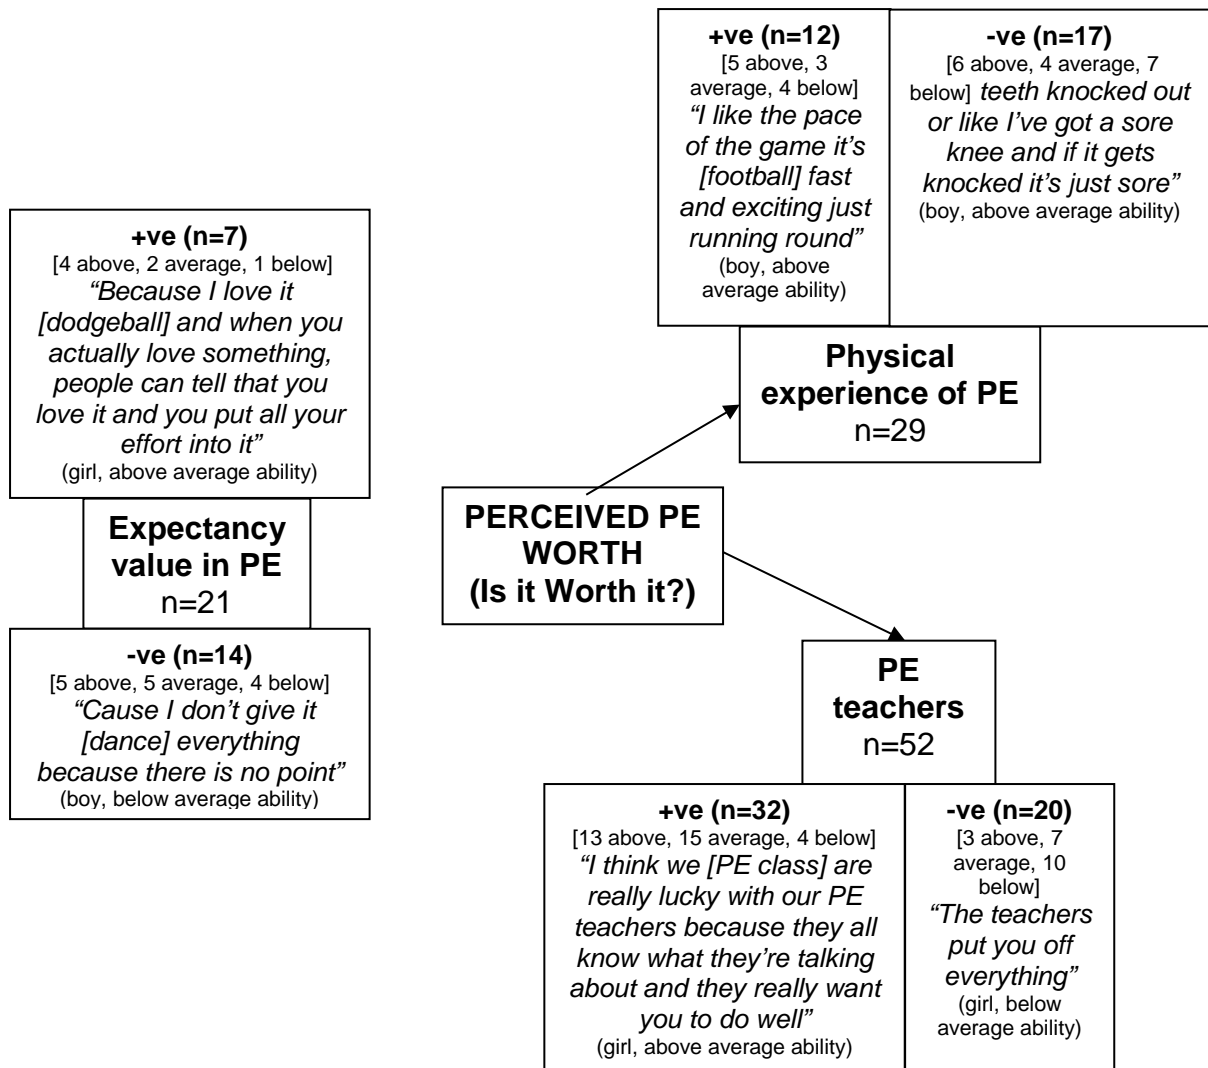 +ve (n=12)
[5 above, 3
average, 4 below]
“I like the pace
of the game it’s
[football] fast
and exciting just
running round”
(boy, above
average ability)
-ve (n=17)
[6 above, 4 average, 7
below] teeth knocked out
or like I’ve got a sore
knee and if it gets
knocked it’s just sore”
(boy, above average ability)
Physical
experience of PE
n=29
+ve (n=7)
[4 above, 2 average, 1 below]
“Because I love it
[dodgeball] and when you
actually love something,
people can tell that you
love it and you put all your
effort into it”
(girl, above average ability)
Expectancy
value in PE
n=21
-ve (n=14)
[5 above, 5 average, 4 below]
“Cause I don’t give it
[dance] everything
because there is no point”
(boy, below average ability)
PERCEIVED PE
WORTH
(Is it Worth it?)
PE
teachers
n=52
+ve (n=32)
[13 above, 15 average, 4 below]
“I think we [PE class] are
really lucky with our PE
teachers because they all
know what they’re talking
about and they really want
you to do well”
(girl, above average ability)
-ve (n=20)
[3 above, 7
average, 10
below]
“The teachers
put you off
everything”
(girl, below
average ability)